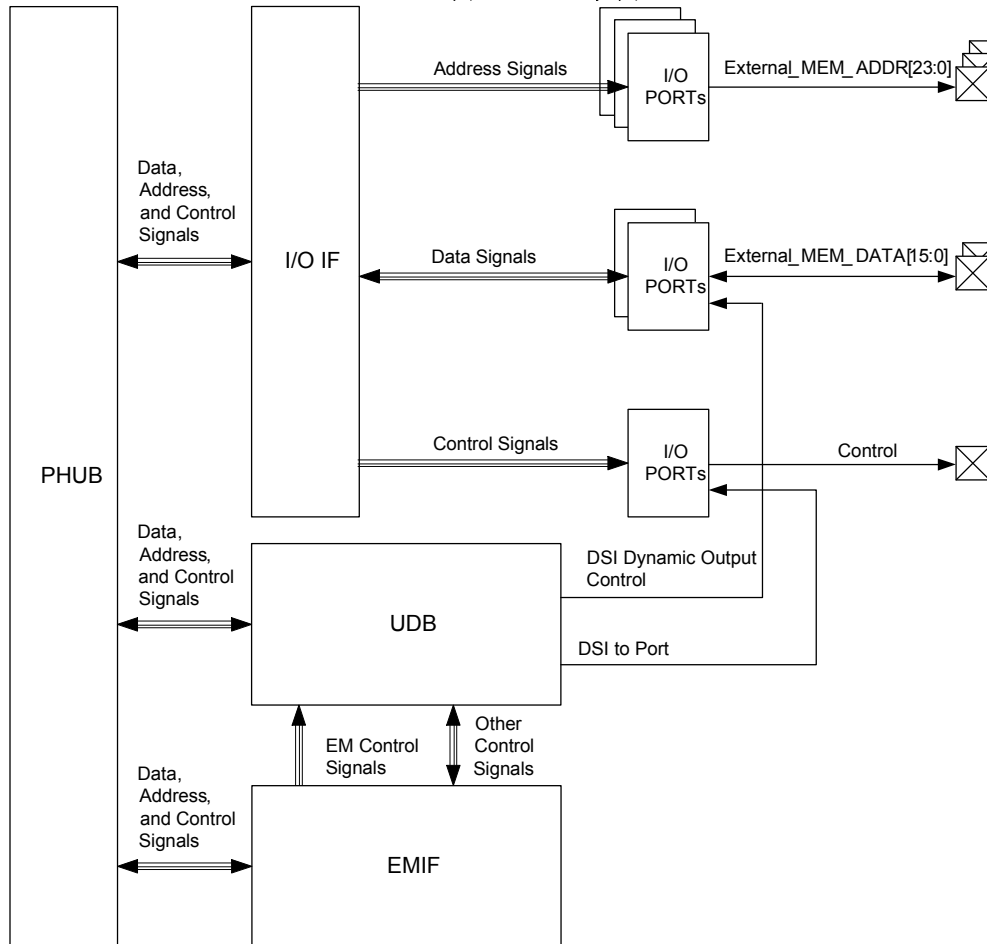 Address Signals
I/O
PORTs
External_MEM_ADDR[23:0]
Data,
Address,
and Control
Signals
I/O IF
Data Signals
I/O
PORTs
External_MEM_DATA[15:0]
Control Signals
I/O
PORTs
Control
PHUB
Data,
Address,
and Control
Signals
UDB
DSI Dynamic Output
Control
DSI to Port
EM Control
Signals
Other
Control
Signals
Data,
Address,
and Control
Signals
EMIF